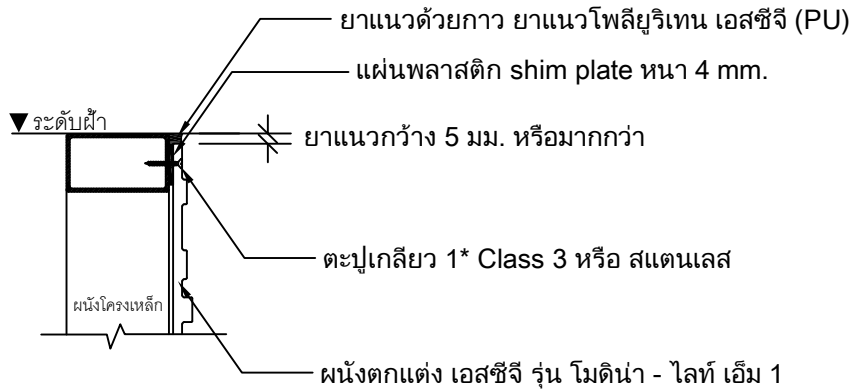 ยาแนวด้วยกาว ยาแนวโพลียูริเทน เอสซีจี (PU)
แผ่นพลาสติก shim plate หนา 4 mm.
ระดับฝ้า
ยาแนวกว้าง 5 มม. หรือมากกว่า
ตะปูเกลียว 1* Class 3 หรือ สแตนเลส
ผนังโครงเหล็ก
ผนังตกแต่ง เอสซีจี รุ่น โมดิน่า - ไลท์ เอ็ม 1